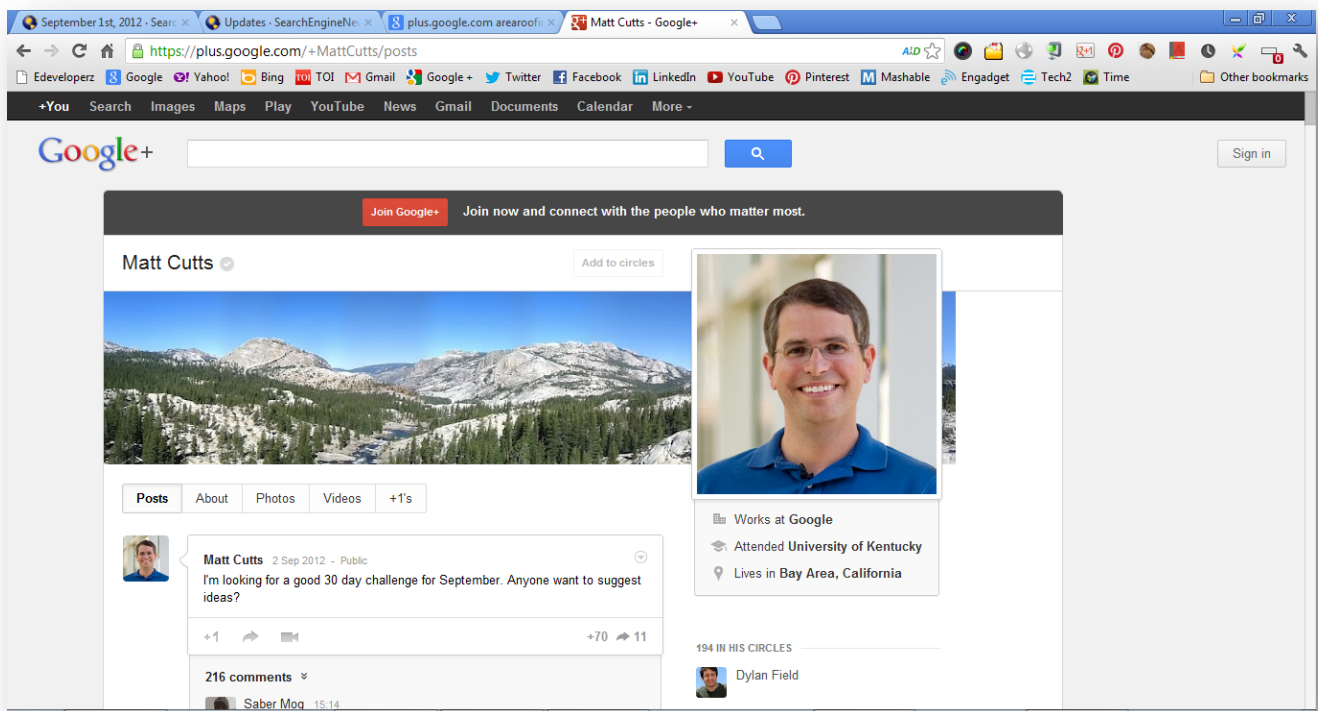 September 1st, 2012 - Searc
Updates - SearchEngineNev
plus.google.com arearoofi
Matt Cutts - Google+
https://plus.google.com/+MattCutts/posts
Edeveloperz Google Yahoo! Bing TOI TOI Gmail Google + Twitter Facebook LinkedIn YouTube Pinterest Mashable Engadget Tech2 Time Other bookmarks
+You Search Images Maps Play YouTube News Gmail Documents Calendar More
Google+
Sign in
Join Google+ Join now and connect with the people who matter most.
Matt Cutts
Add to circles
Posts About Photos Videos +1's
Works at Google
Attended University of Kentucky
Lives in Bay Area, California
Matt Cutts 2 Sep 2012 - Public
I'm looking for a good 30 day challenge for September. Anyone want to suggest
ideas?
+1
+70 11
216 comments
Saber Mog 15:14
194 IN HIS CIRCLES
Dylan Field